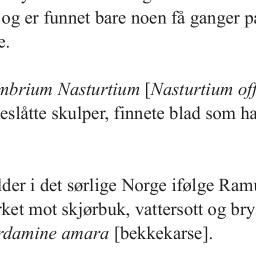 og er funnet bare noen få ganger på
e.
mbrium Nasturtium [Nasturtium off
eslåtte skulper, finnete blad som ha
lder i det sørlige Norge ifølge Ramu
rket mot skjørbuk, vattersott og bry
rdamine amara [bekkekarse].